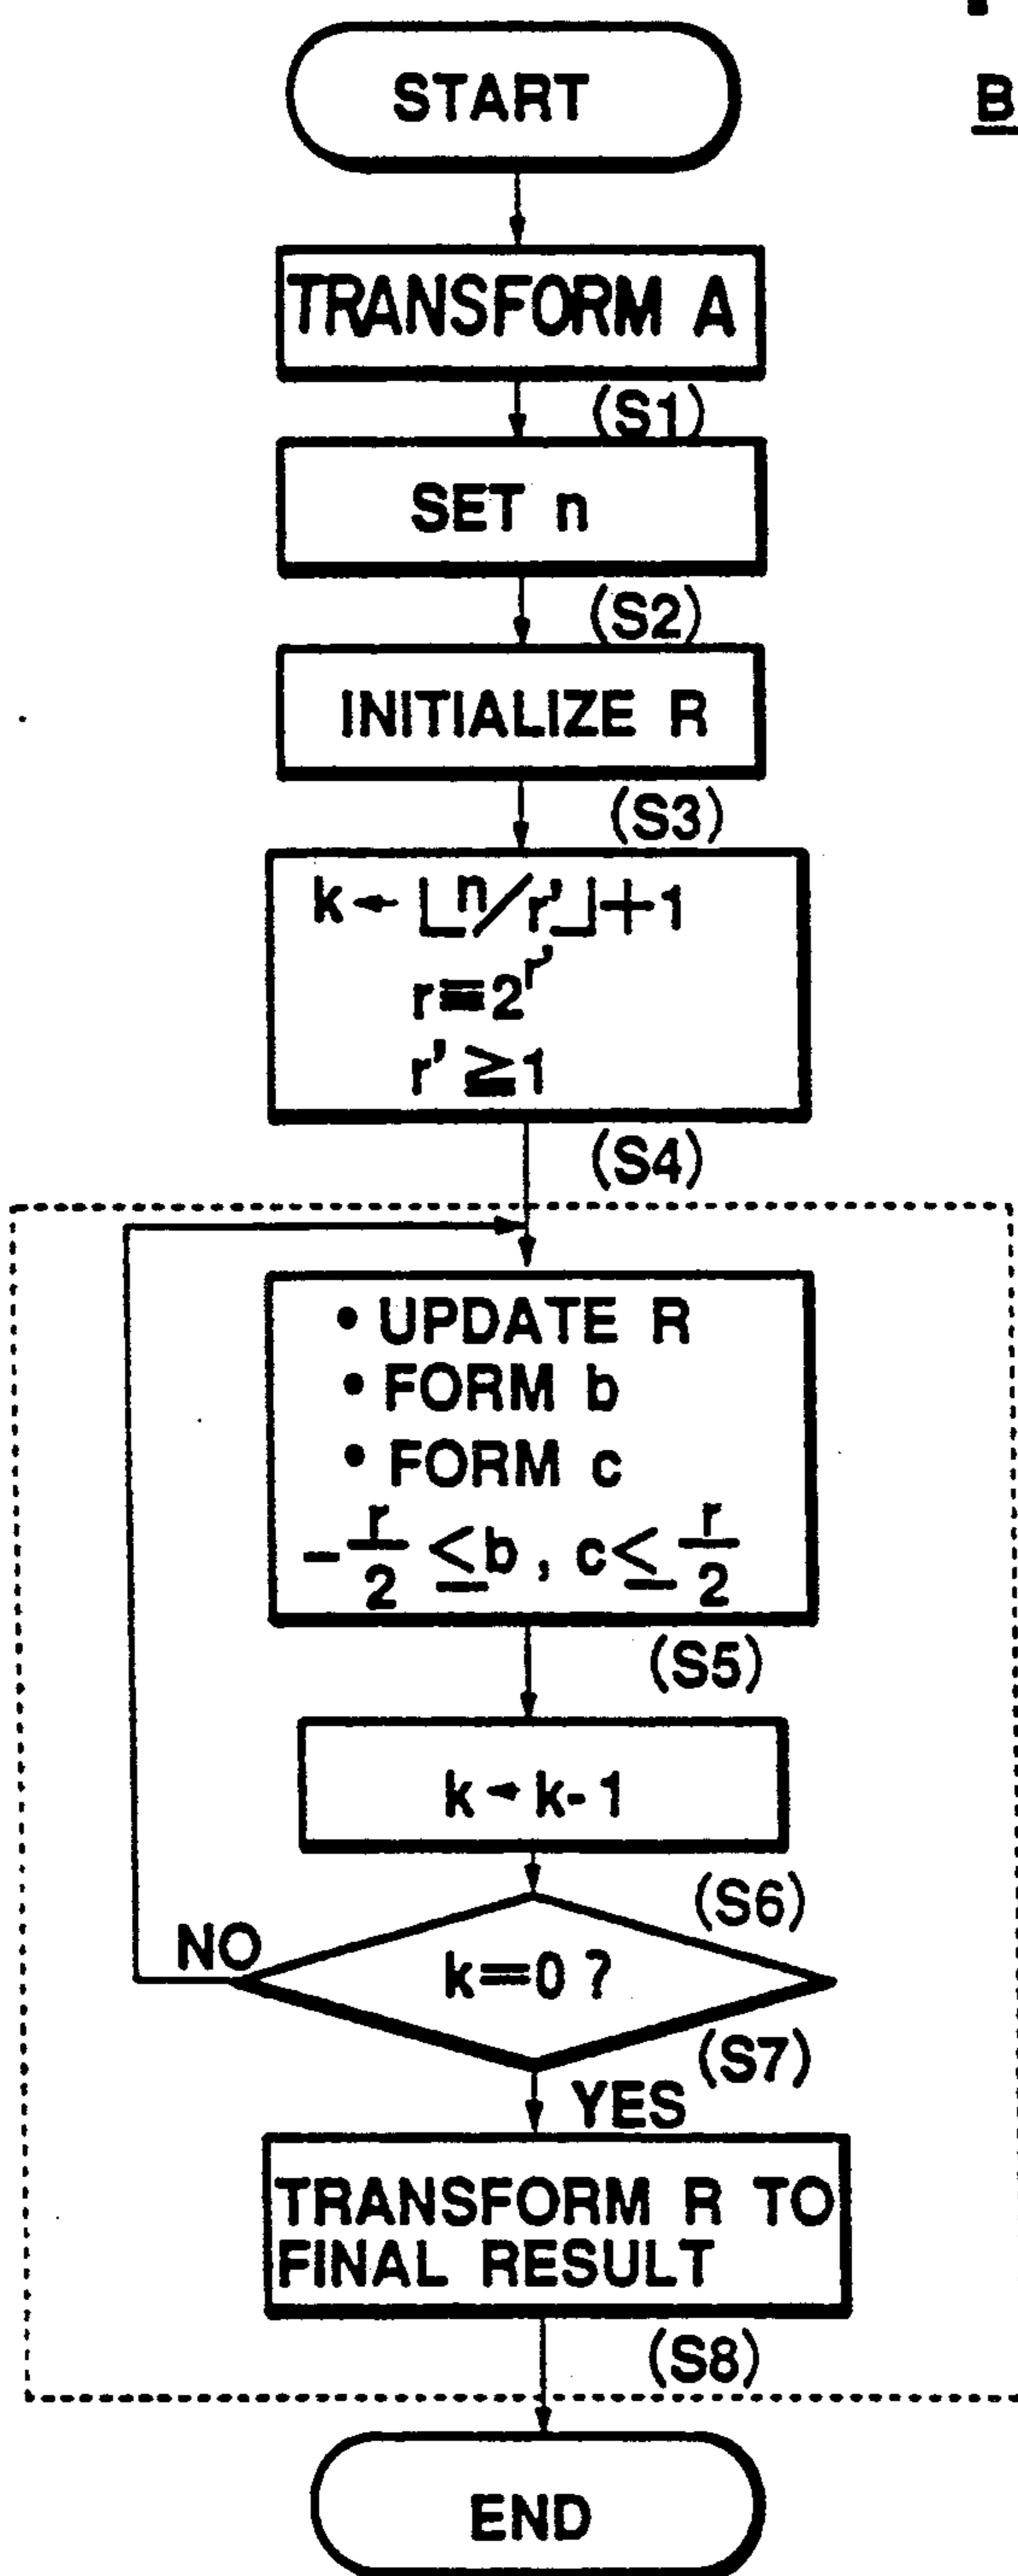 START
B
TRANSFORM A
(S1)
SET n
(S2)
INITIALIZE R
(S3)
k ← ⌊n/r'⌋+1
r≡2^r'
r' ≧1
(S4)
• UPDATE R
• FORM b
• FORM c
-r/2 ≤b , c≤ r/2
(S5)
k ← k-1
(S6)
NO
k=0 ?
(S7)
YES
TRANSFORM R TO
FINAL RESULT
(S8)
END